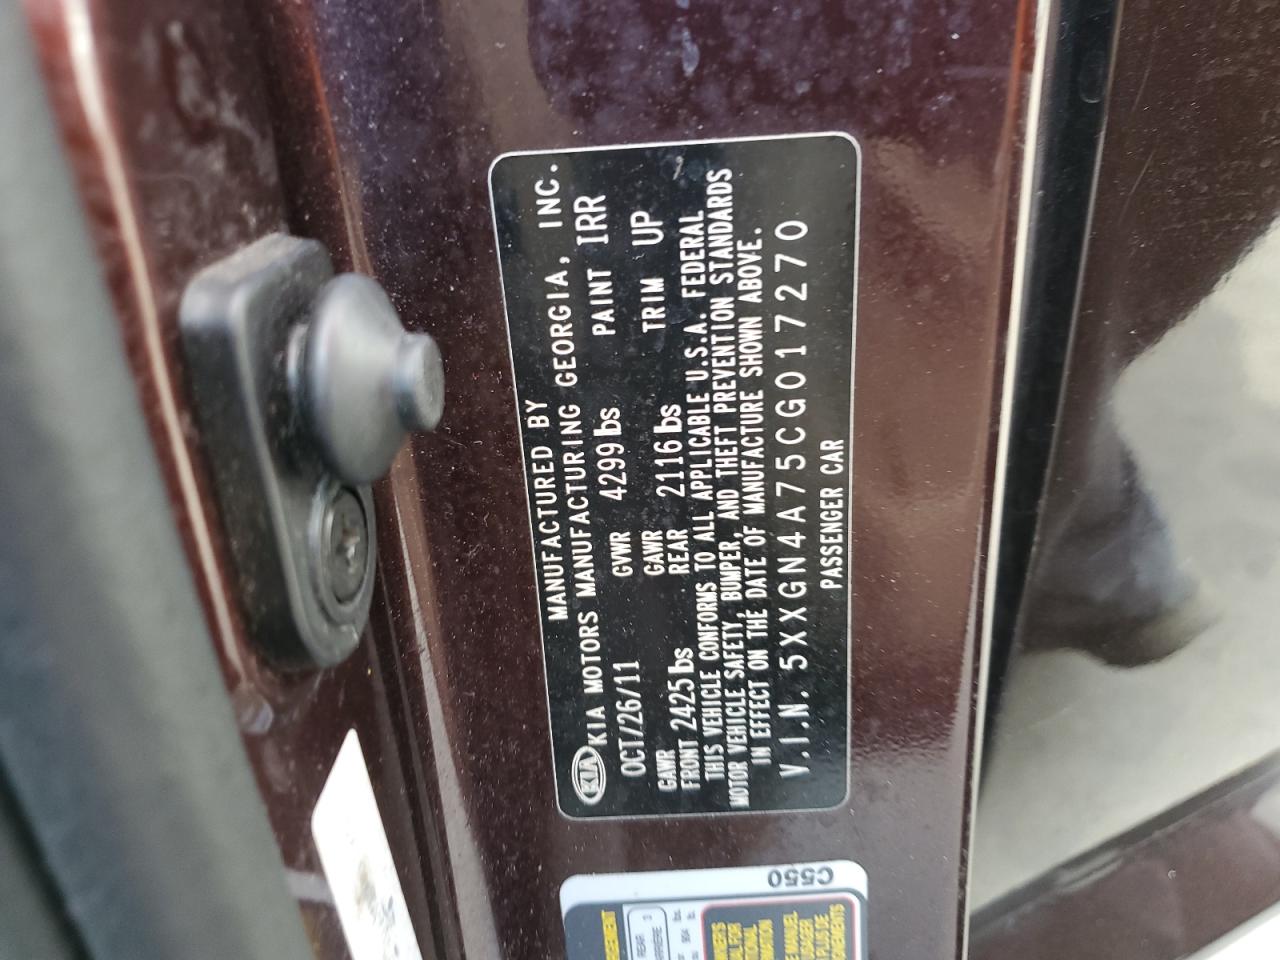 MANUFACTURED BY
KIA KIA MOTORS MANUFACTURING GEORGIA, INC.
OCT/26/11 GVWR 4299 lbs PAINT IRR
GAWR FRONT 2425 lbs GAWR REAR 2116 lbs TRIM UP
THIS VEHICLE CONFORMS TO ALL APPLICABLE U.S.A. FEDERAL
MOTOR VEHICLE SAFETY, BUMPER, AND THEFT PREVENTION STANDARDS
IN EFFECT ON THE DATE OF MANUFACTURE SHOWN ABOVE.
V.I.N. 5XXGN4A75CG017270
PASSENGER CAR
C550
REAR